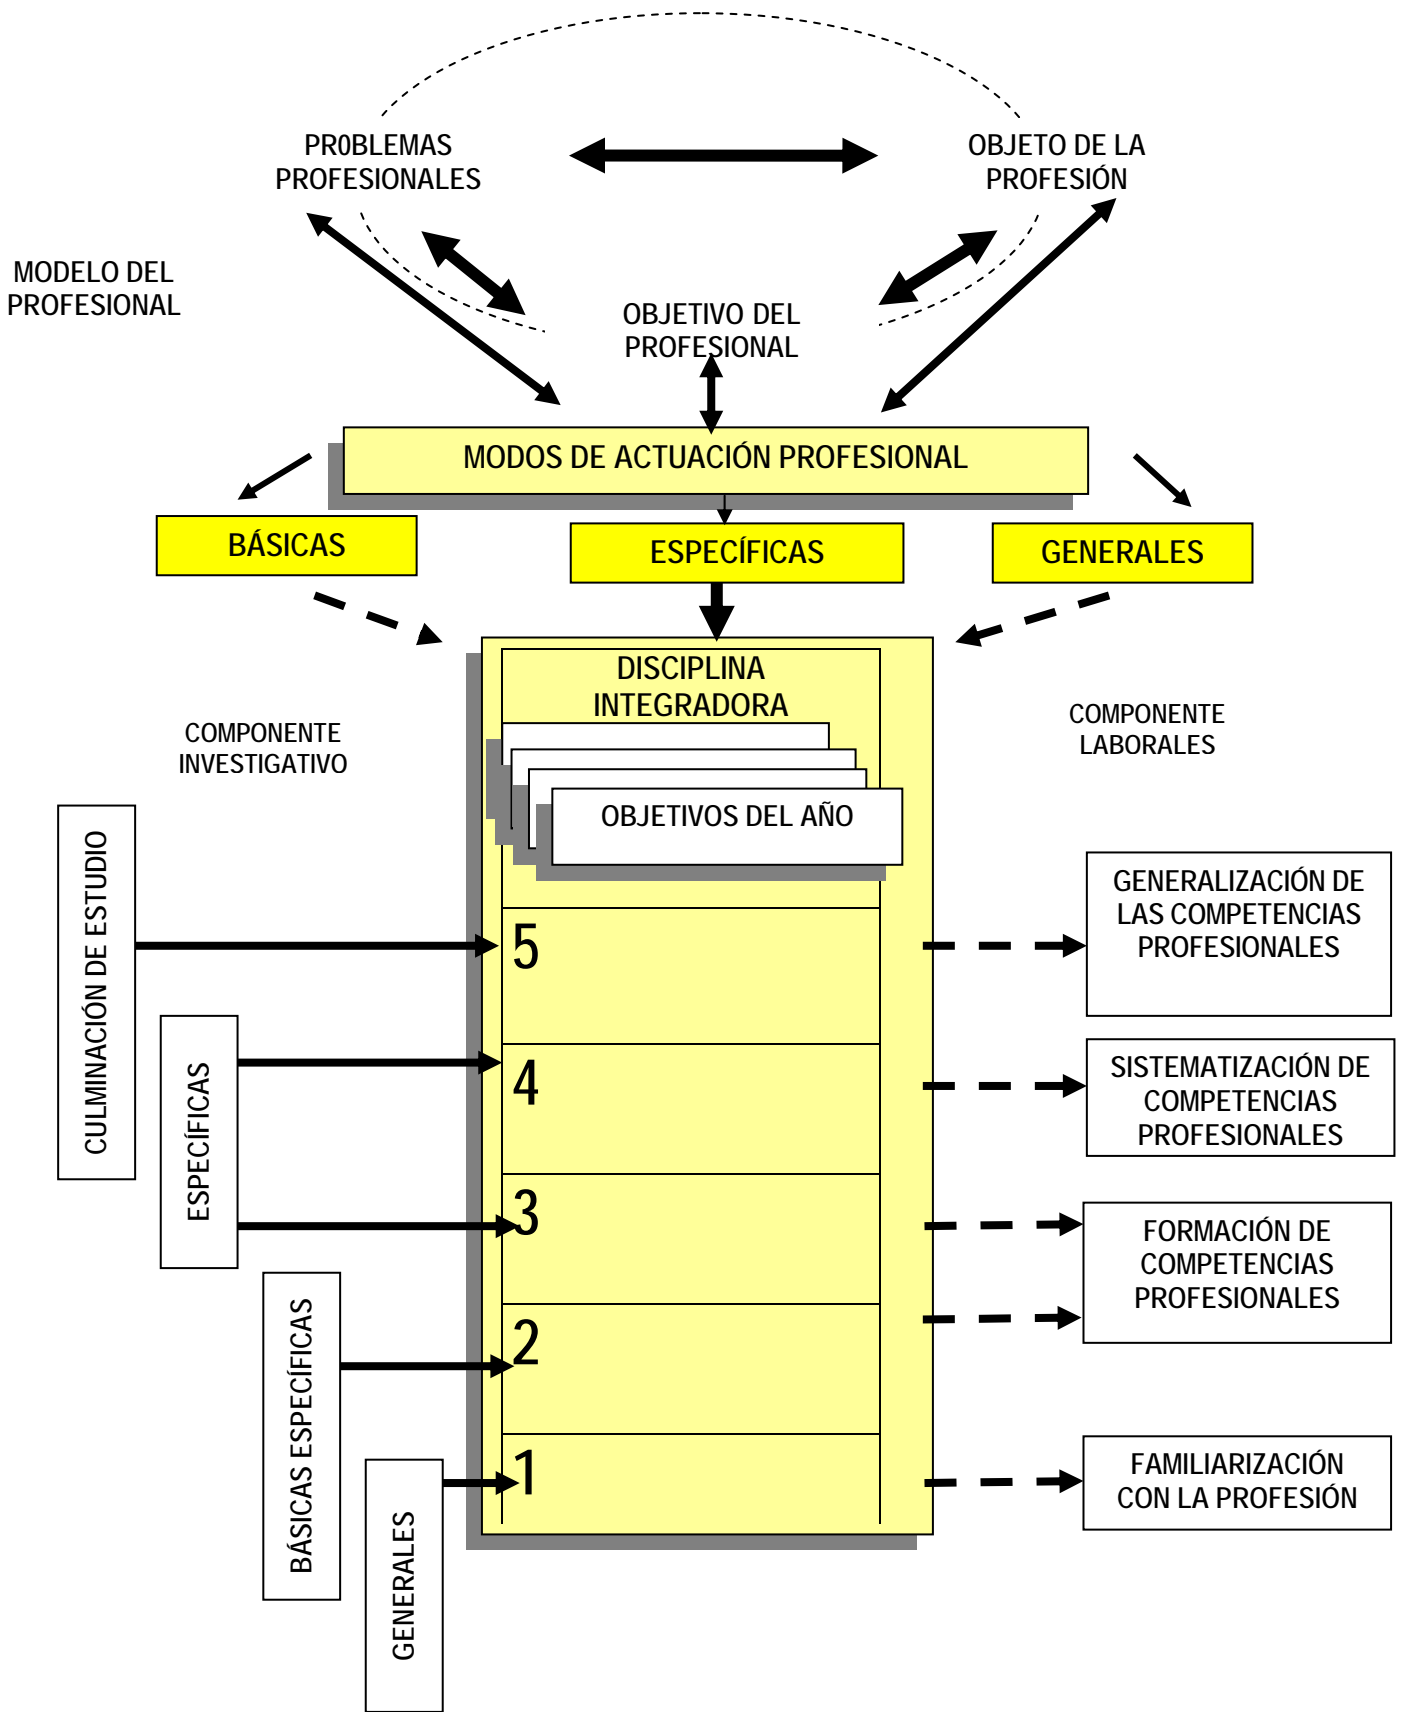 PR0BLEMAS
PROFESIONALES
OBJETO DE LA
PROFESIÓN
MODELO DEL
PROFESIONAL
OBJETIVO DEL
PROFESIONAL
MODOS DE ACTUACIÓN PROFESIONAL
BÁSICAS
ESPECÍFICAS
GENERALES
DISCIPLINA
INTEGRADORA
COMPONENTE
INVESTIGATIVO
COMPONENTE
LABORALES
OBJETIVOS DEL AÑO
CULMINACIÓN DE ESTUDIO
5
GENERALIZACIÓN DE
LAS COMPETENCIAS
PROFESIONALES
ESPECÍFICAS
4
SISTEMATIZACIÓN DE
COMPETENCIAS
PROFESIONALES
3
FORMACIÓN DE
COMPETENCIAS
PROFESIONALES
BÁSICAS ESPECÍFICAS
2
GENERALES
1
FAMILIARIZACIÓN
CON LA PROFESIÓN